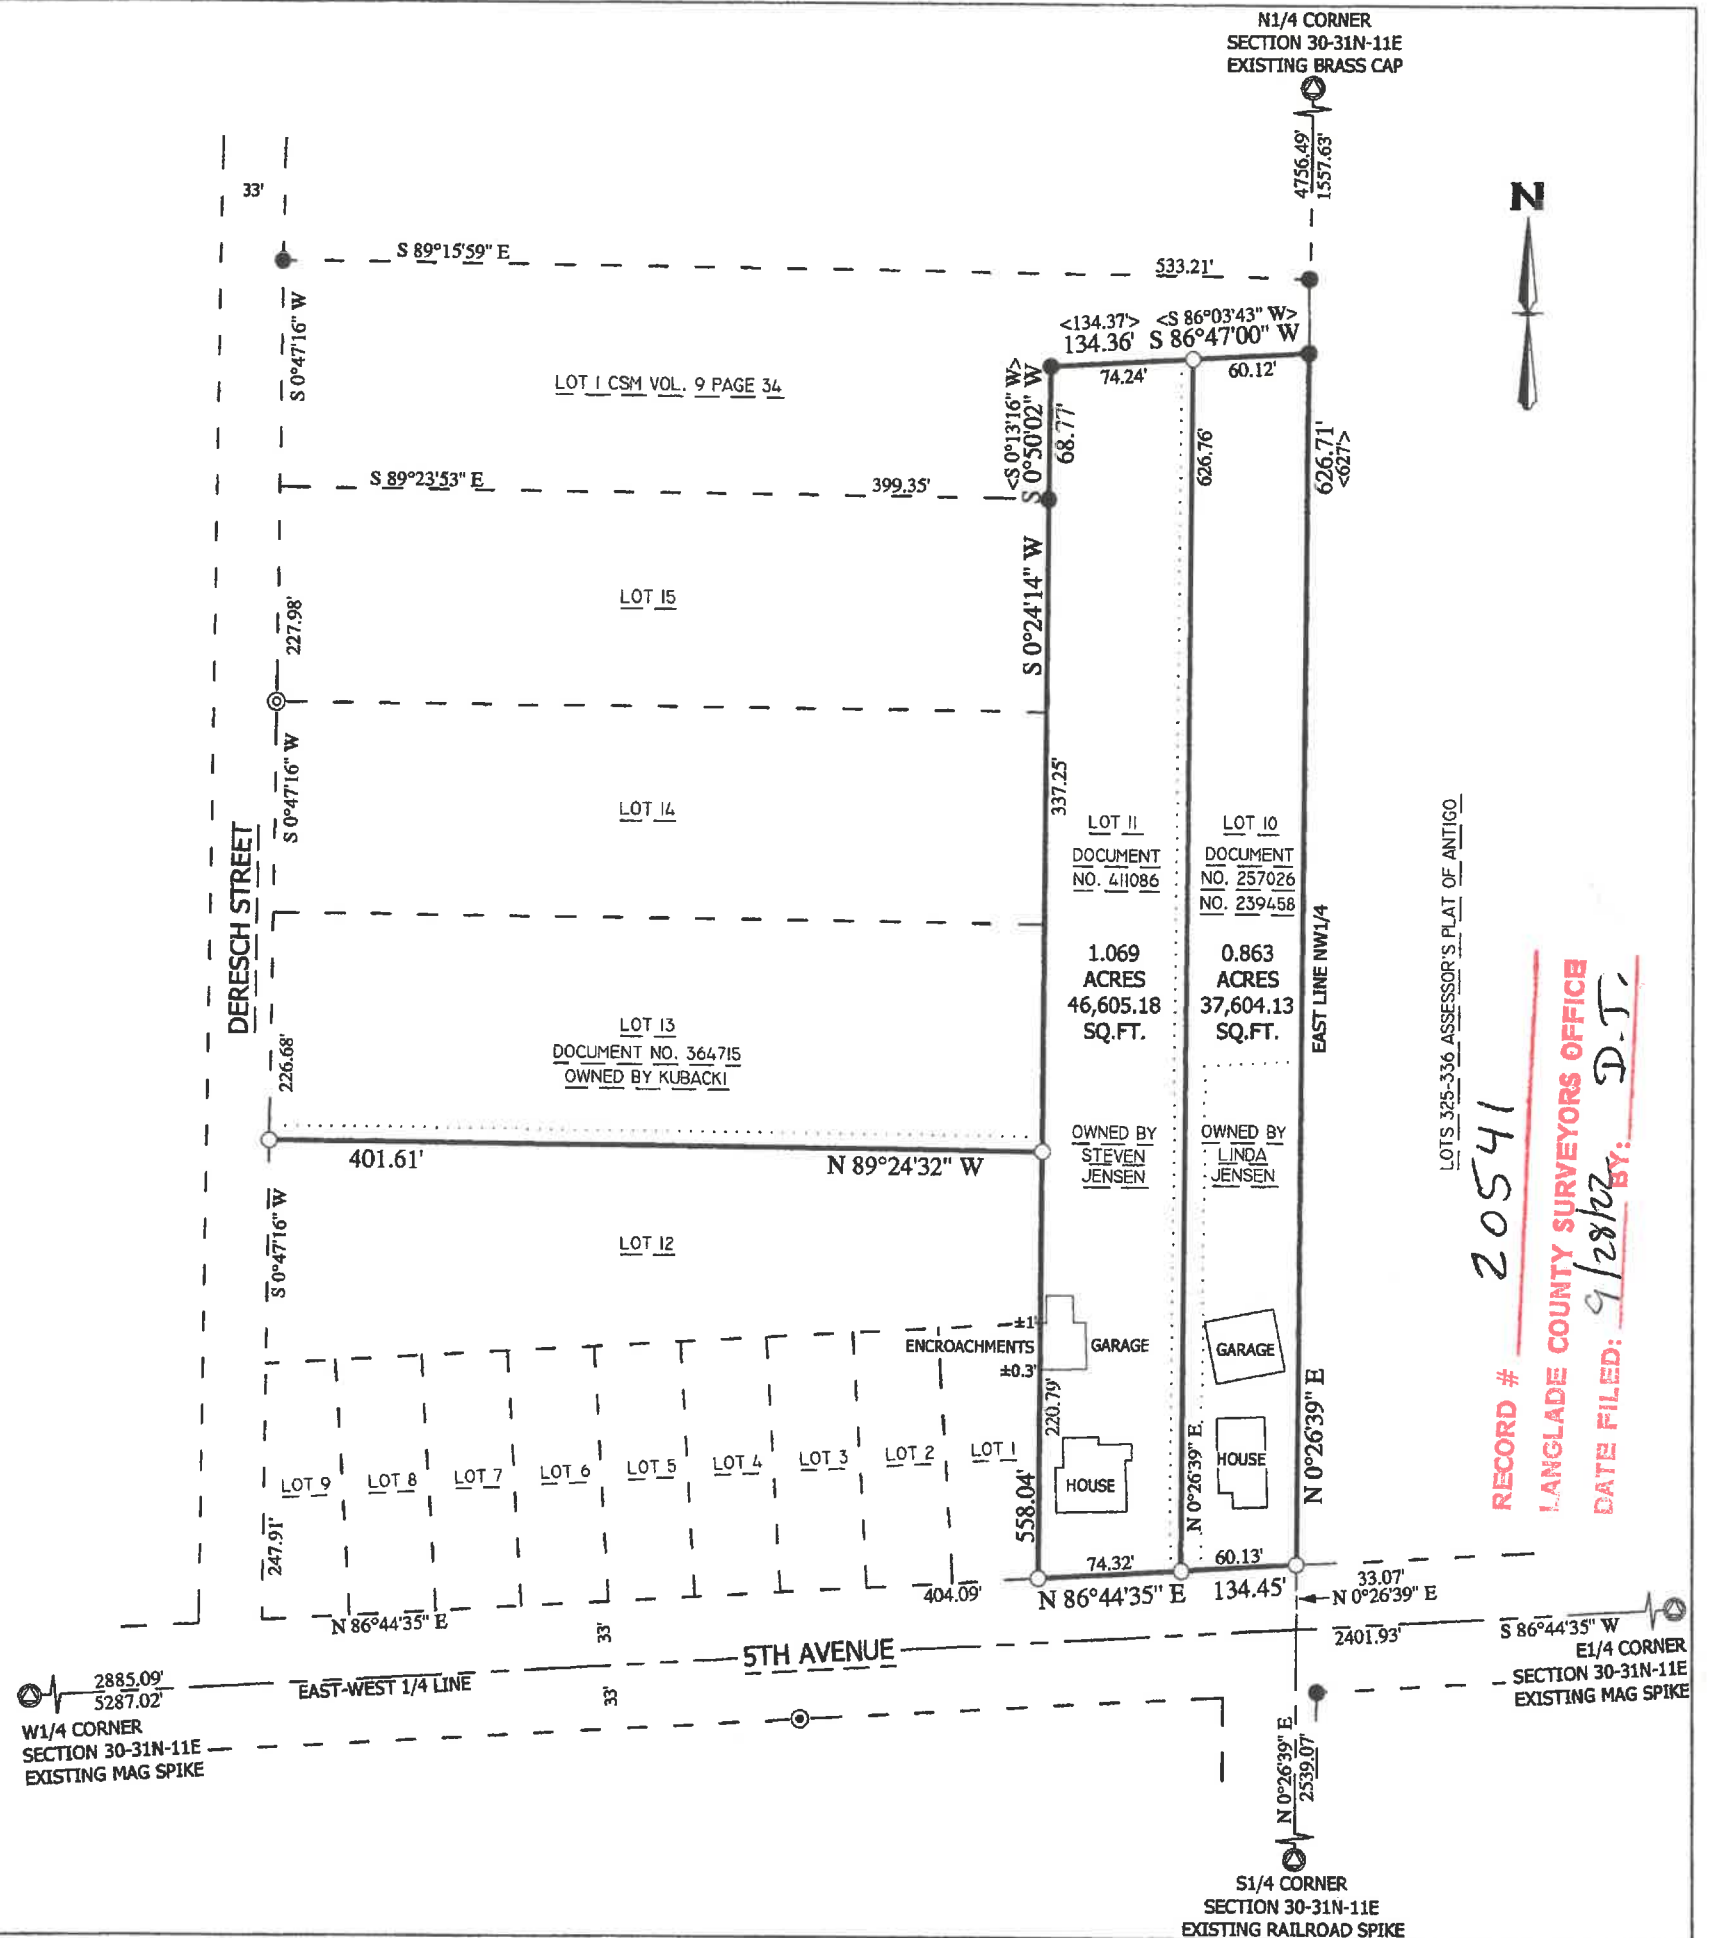 N1/4 CORNER
SECTION 30-31N-11E
EXISTING BRASS CAP
4756.49'
1557.63'
N
33'
S 89°15'59" E
533.21'
<134.37> <S 86°03'43" W>
134.36' S 86°47'00" W
74.24'
60.12'
S 0°47'16" W
LOT 1 CSM VOL. 9 PAGE 34
<S 0°13'16" W>
S 0°50'02" W
68.77'
626.76'
626.71'
<627'>
S 89°23'53" E
399.35'
S 0°24'14" W
LOT 15
227.98'
S 0°47'16" W
LOT 14
337.25'
LOT 11
DOCUMENT
NO. 411086
LOT 10
DOCUMENT
NO. 257026
NO. 239458
1.069
ACRES
46,605.18
SQ.FT.
0.863
ACRES
37,604.13
SQ.FT.
EAST LINE NW1/4
LOTS 325-336 ASSESSOR'S PLAT OF ANTIGO
DERESCH STREET
LOT 13
DOCUMENT NO. 364715
OWNED BY KUBACKI
226.68'
401.61'
N 89°24'32" W
OWNED BY
STEVEN
JENSEN
OWNED BY
LINDA
JENSEN
RECORD # 20541
LANGLADE COUNTY SURVEYORS OFFICE
DATE FILED: 9/28/22 BY: D.J.
S 0°47'16" W
LOT 12
±1'
ENCROACHMENTS
±0.3'
GARAGE
GARAGE
220.79'
HOUSE
HOUSE
N 0°26'39" E
N 0°26'39" E
LOT 9
LOT 8
LOT 7
LOT 6
LOT 5
LOT 4
LOT 3
LOT 2
LOT 1
247.91'
558.04'
74.32'
60.13'
N 86°44'35" E
134.45'
404.09'
33.07'
N 0°26'39" E
N 86°44'35" E
33'
5TH AVENUE
2401.93'
S 86°44'35" W
E1/4 CORNER
SECTION 30-31N-11E
EXISTING MAG SPIKE
2885.09'
5287.02'
EAST-WEST 1/4 LINE
33'
W1/4 CORNER
SECTION 30-31N-11E
EXISTING MAG SPIKE
N 0°26'39" E
2539.07'
S1/4 CORNER
SECTION 30-31N-11E
EXISTING RAILROAD SPIKE